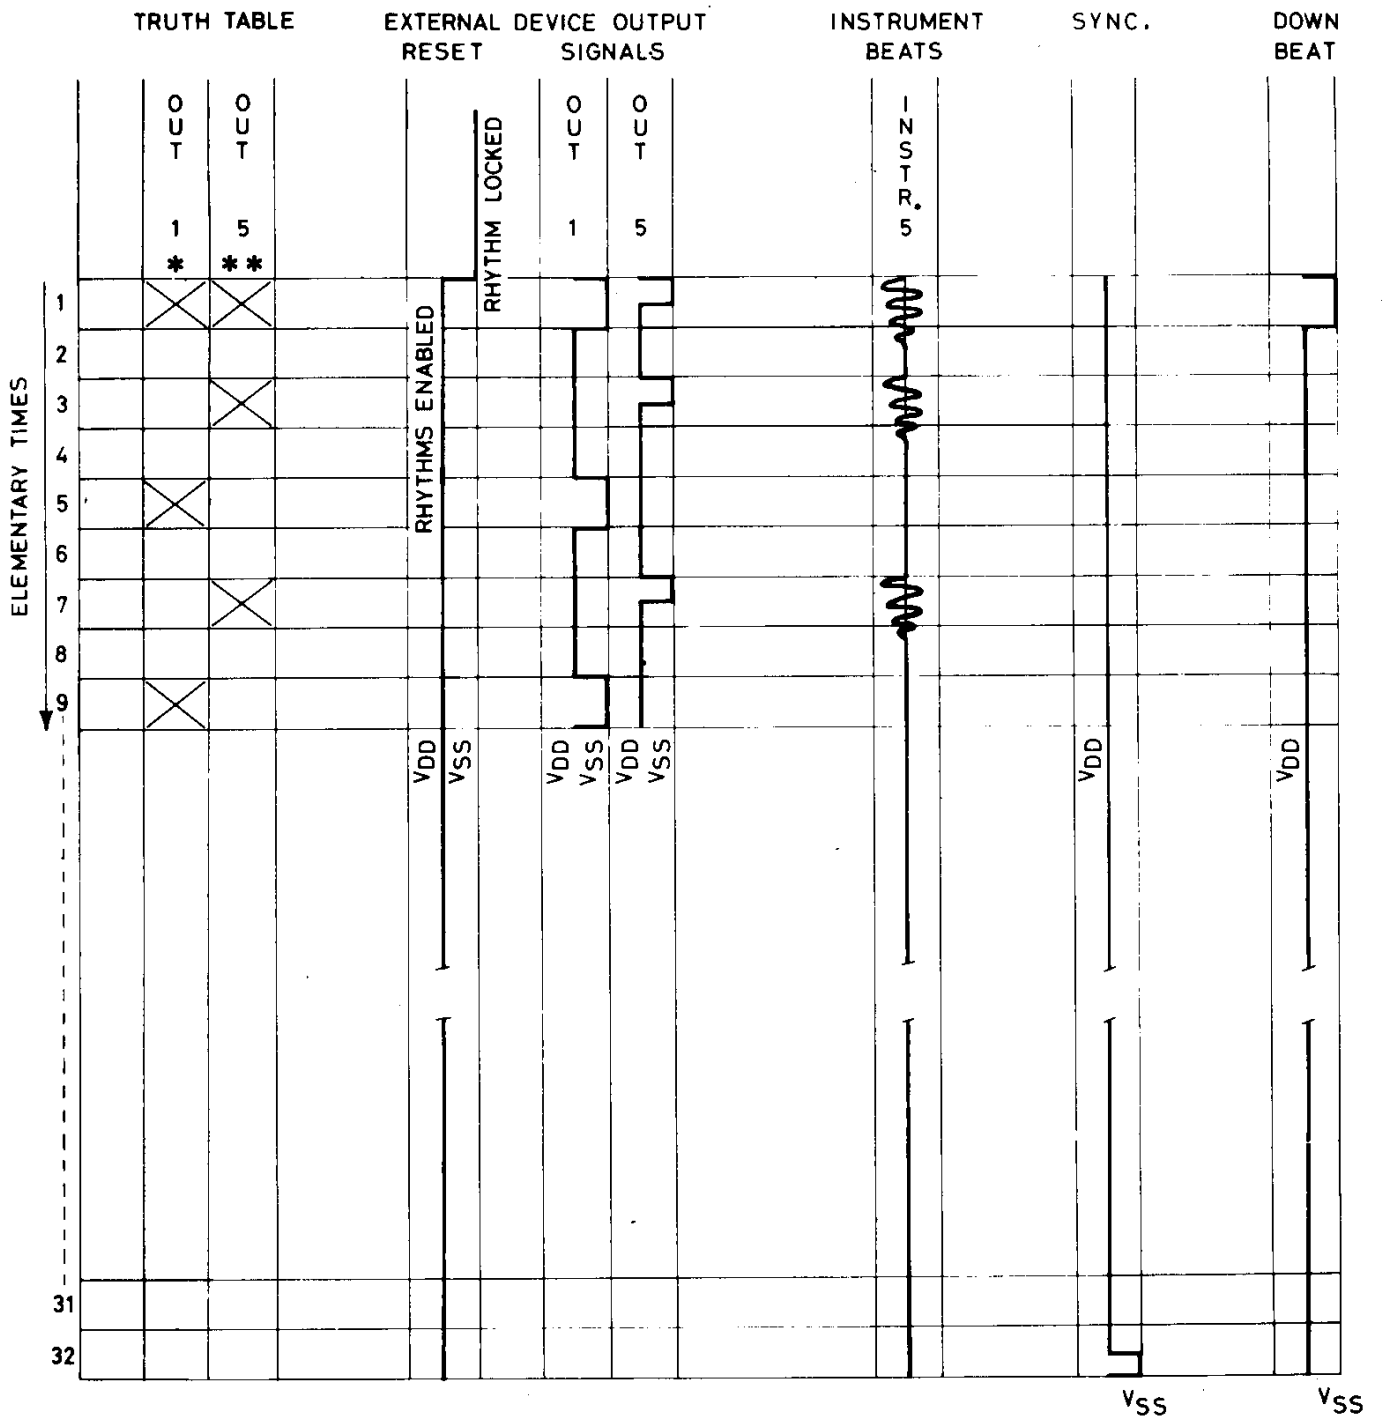 TRUTH TABLE
EXTERNAL DEVICE OUTPUT
RESET SIGNALS
INSTRUMENT
BEATS
SYNC.
DOWN
BEAT
OUT 1
*
OUT 5
**
RHYTHM LOCKED
RHYTHMS ENABLED
OUT 1
OUT 5
INSTR. 5
ELEMENTARY TIMES
1
2
3
4
5
6
7
8
9
VDD
VSS
VDD
VSS
VDD
VSS
VDD
VDD
31
32
VSS
VSS